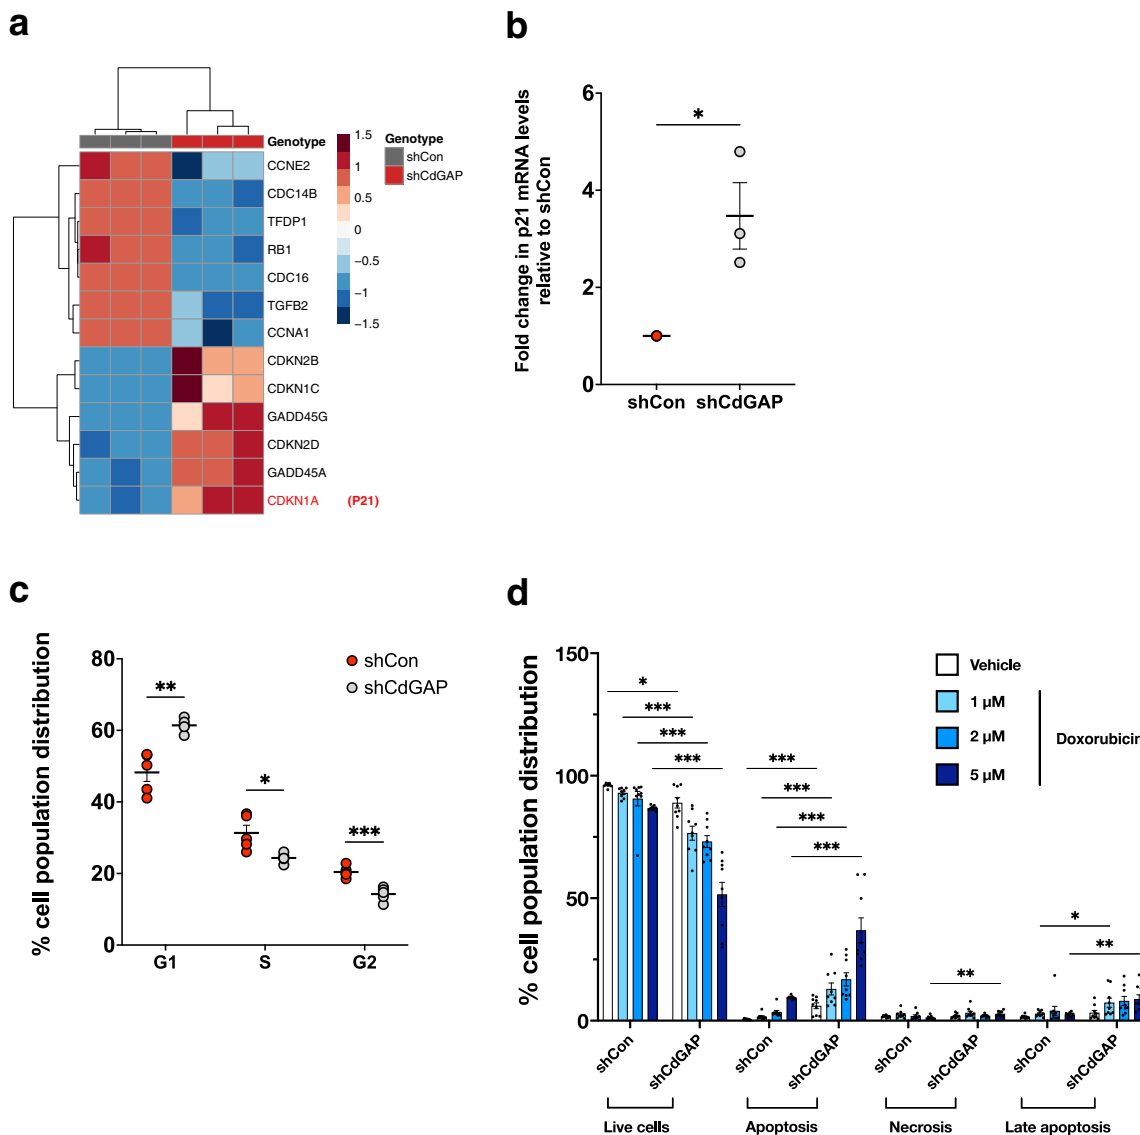 a
Genotype
CCNE2
CDC14B
TFDP1
RB1
CDC16
TGFB2
CCNA1
CDKN2B
CDKN1C
GADD45G
CDKN2D
GADD45A
CDKN1A (P21)
1.5
1
0.5
0
−0.5
−1
−1.5
Genotype
shCon
shCdGAP
b
Fold change in p21 mRNA levels
relative to shCon
6
4
2
0
*
shCon shCdGAP
c
% cell population distribution
80
60
40
20
0
shCon
shCdGAP
**
*
***
G1 S G2
d
% cell population distribution
150
100
50
0
Vehicle
1 µM
2 µM
5 µM
Doxorubicin
*
***
***
***
***
***
***
***
**
*
**
shCon shCdGAP shCon shCdGAP shCon shCdGAP shCon shCdGAP
Live cells Apoptosis Necrosis Late apoptosis